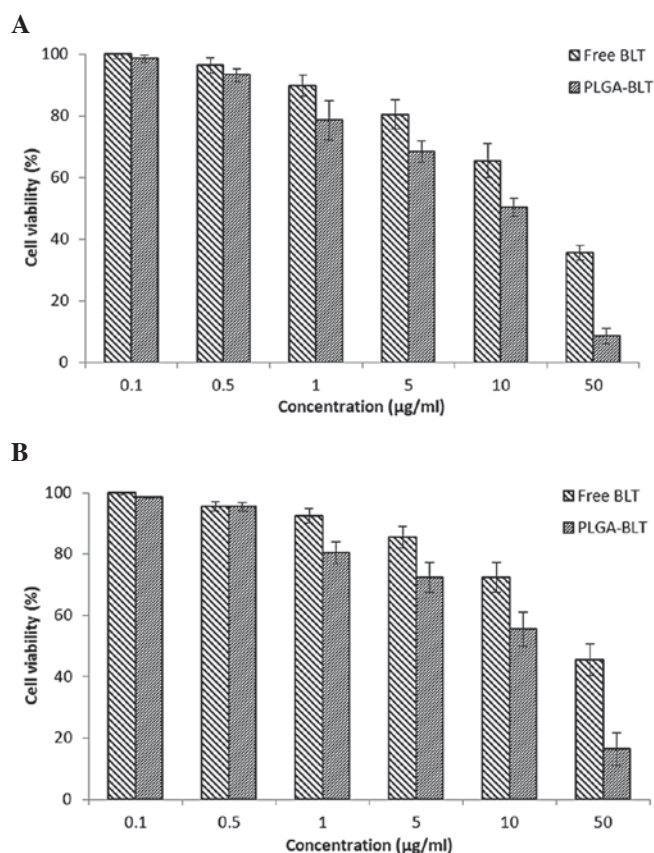 A
Free BLT
PLGA-BLT
Cell viability (%)
100
80
60
40
20
0
0.1 0.5 1 5 10 50
Concentration (µg/ml)
B
Free BLT
PLGA-BLT
Cell viability (%)
100
80
60
40
20
0
0.1 0.5 1 5 10 50
Concentration (µg/ml)